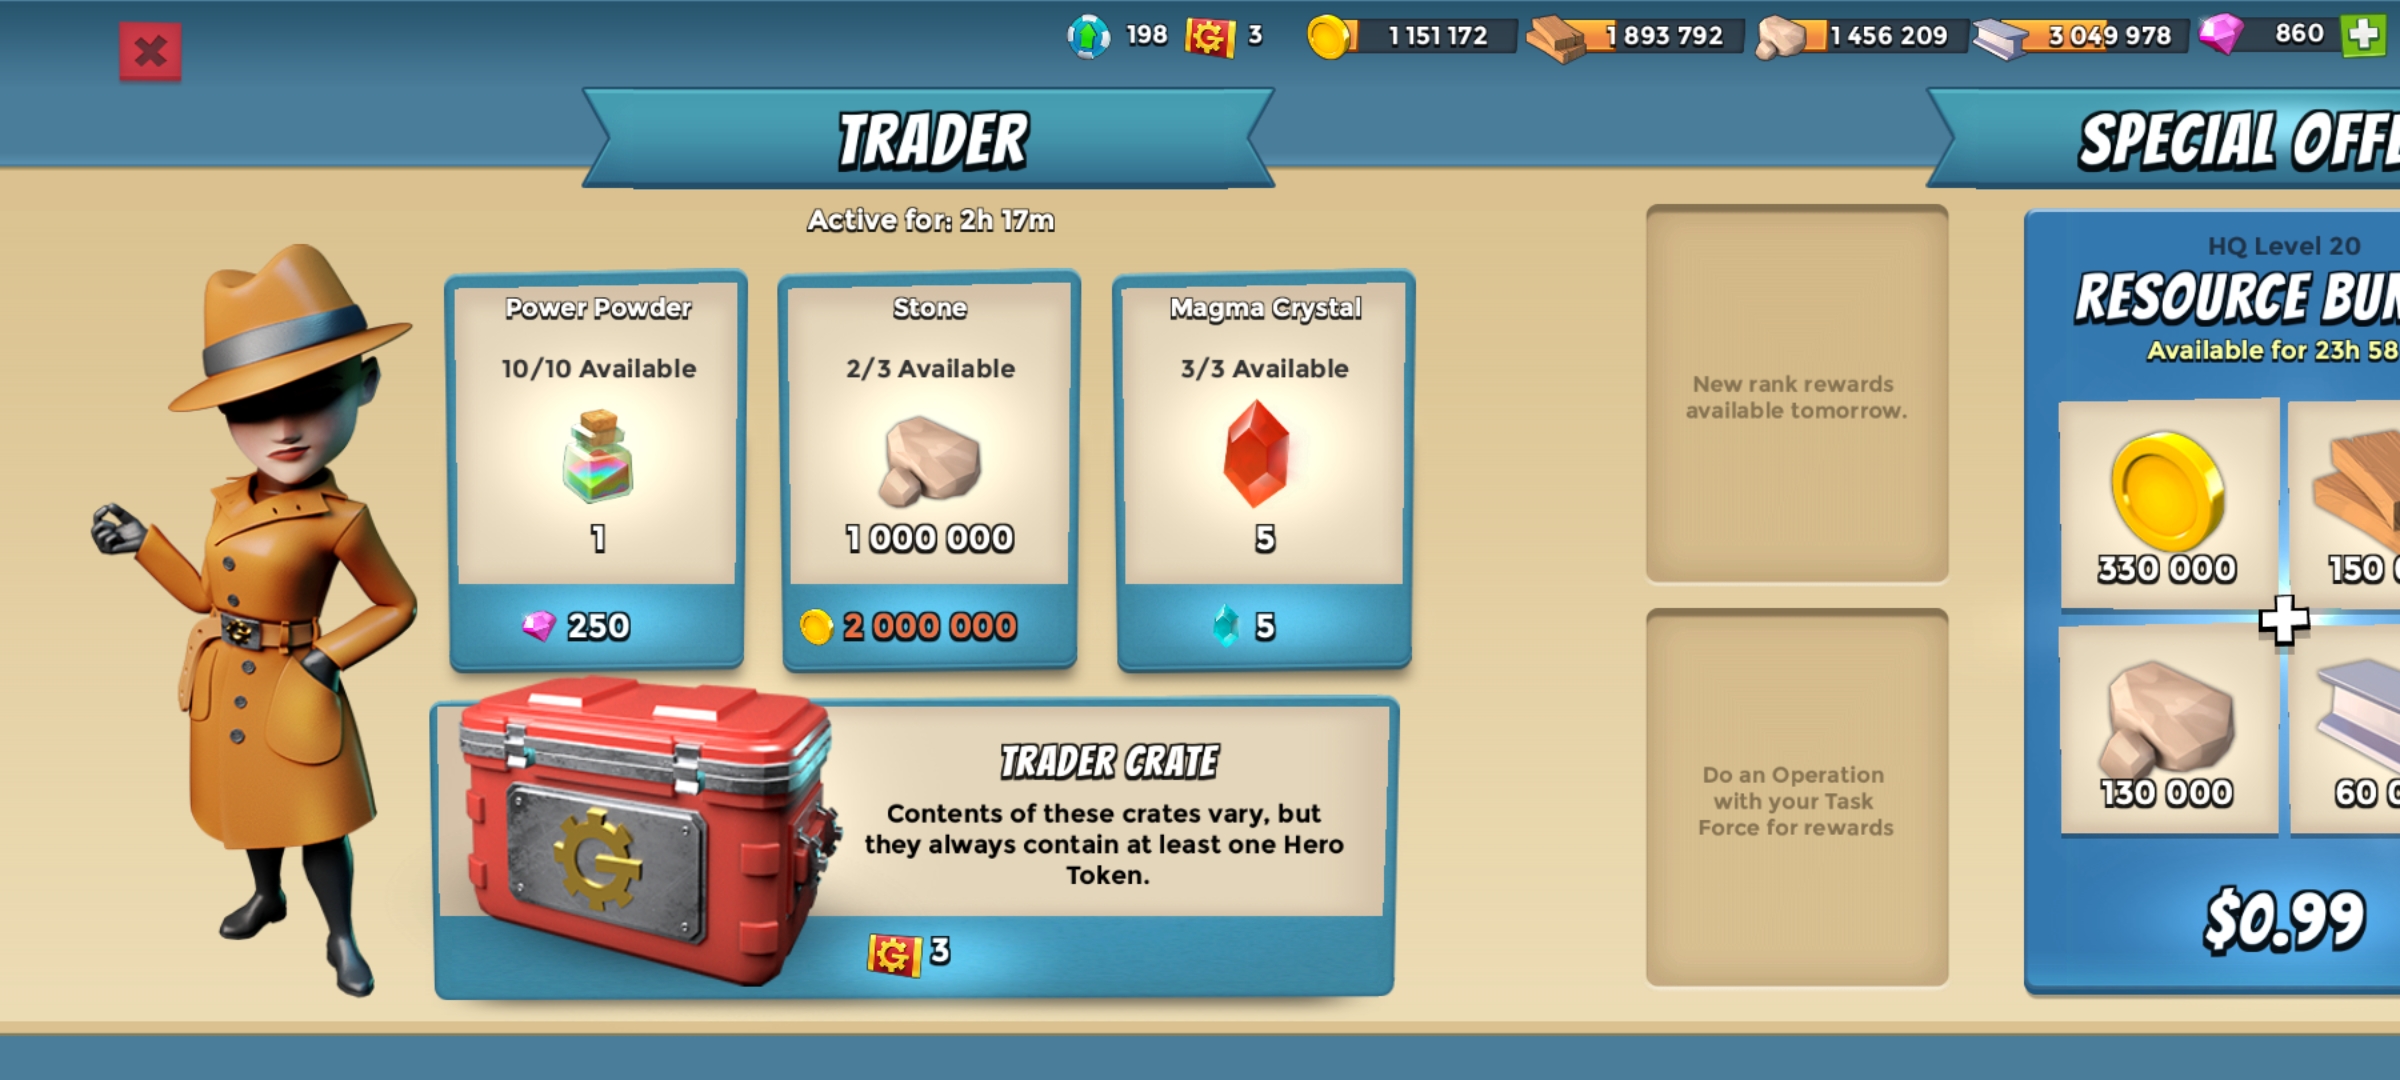 198
3
1 151 172
1 893 792
1 456 209
3 049 978
860
TRADER
Active for: 2h 17m
Power Powder
10/10 Available
1
250
Stone
2/3 Available
1 000 000
2 000 000
Magma Crystal
3/3 Available
5
5
TRADER CRATE
Contents of these crates vary, but
they always contain at least one Hero
Token.
3
New rank rewards
available tomorrow.
Do an Operation
with your Task
Force for rewards
SPECIAL OFFE
HQ Level 20
RESOURCE BUN
Available for 23h 58
330 000
150
130 000
60
$0.99